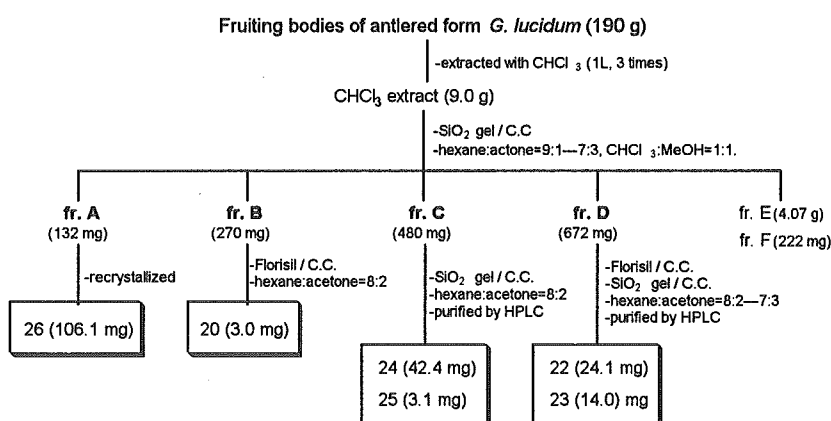 Fruiting bodies of antlered form G. lucidum (190 g)
-extracted with CHCl 3 (1L, 3 times)
CHCl3 extract (9.0 g)
-SiO2 gel / C.C
-hexane:actone=9:1—7:3, CHCl 3:MeOH=1:1.
fr. A
(132 mg)
fr. B
(270 mg)
fr. C
(480 mg)
fr. D
(672 mg)
fr. E(4.07 g)
fr. F(222 mg)
-recrystallized
-Florisil / C.C.
-hexane:acetone=8:2
-SiO2 gel / C.C.
-hexane:acetone=8:2
-purified by HPLC
-Florisil / C.C.
-SiO2 gel / C.C.
-hexane:acetone=8:2—7:3
-purified by HPLC
26 (106.1 mg)
20 (3.0 mg)
24 (42.4 mg)
25 (3.1 mg)
22 (24.1 mg)
23 (14.0) mg